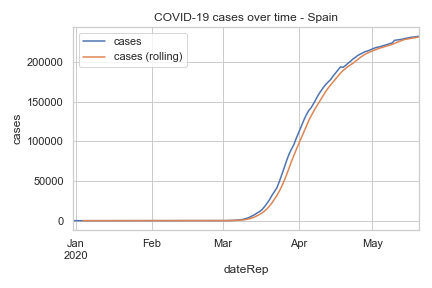 COVID-19 cases over time - Spain
cases
cases (rolling)
200000
150000
100000
50000
0
cases
Jan
2020
Feb
Mar
Apr
May
dateRep